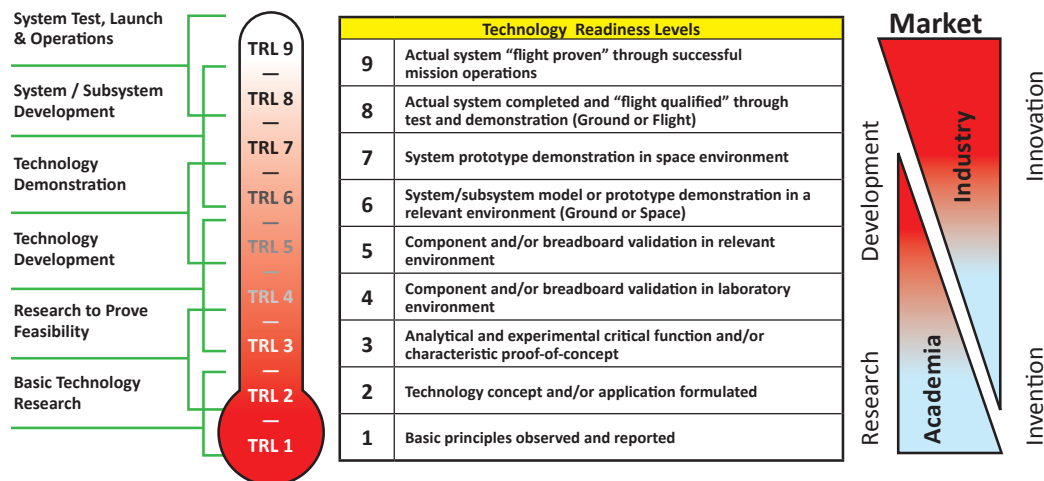 System Test, Launch
& Operations
System / Subsystem
Development
Technology
Demonstration
Technology
Development
Research to Prove
Feasibility
Basic Technology
Research
TRL 9
TRL 8
TRL 7
TRL 6
TRL 5
TRL 4
TRL 3
TRL 2
TRL 1
Technology Readiness Levels
9
Actual system “flight proven” through successful
mission operations
8
Actual system completed and “flight qualified” through
test and demonstration (Ground or Flight)
7
System prototype demonstration in space environment
6
System/subsystem model or prototype demonstration in a
relevant environment (Ground or Space)
5
Component and/or breadboard validation in relevant
environment
4
Component and/or breadboard validation in laboratory
environment
3
Analytical and experimental critical function and/or
characteristic proof-of-concept
2
Technology concept and/or application formulated
1
Basic principles observed and reported
Market
Development
Research
Industry
Academia
Innovation
Invention